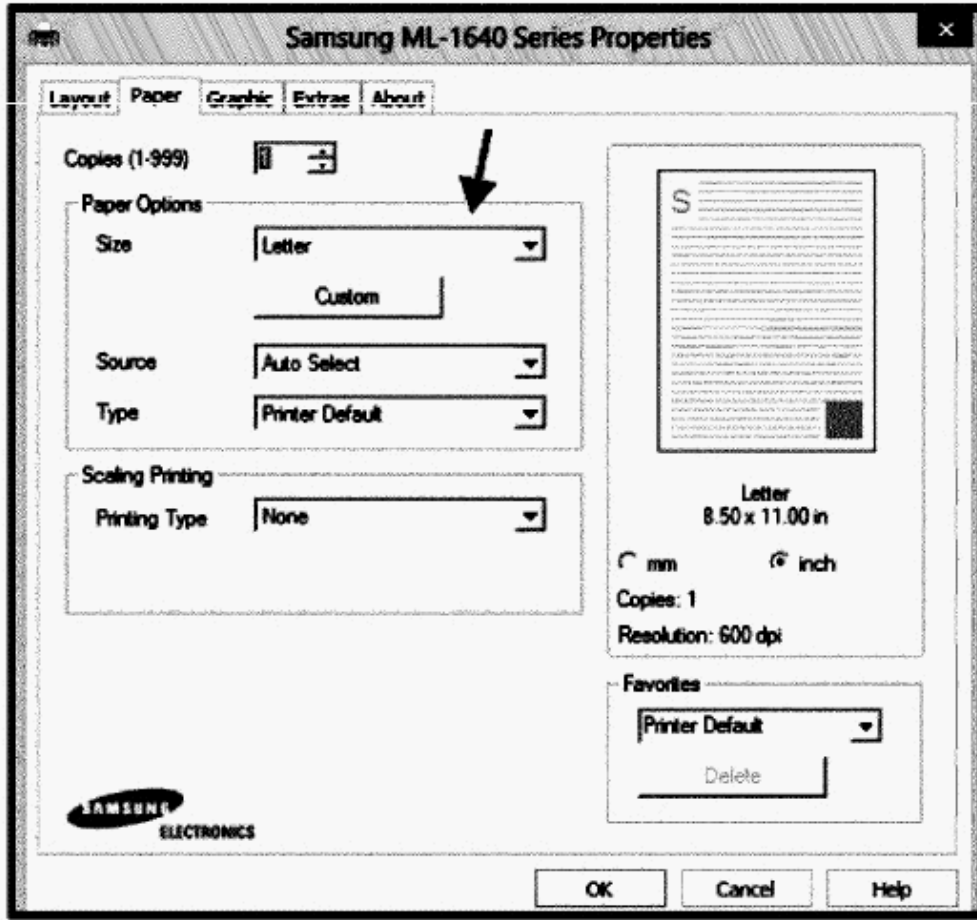 Samsung ML-1640 Series Properties
Layout Paper Graphic Extras About
Copies (1-999) 1
Paper Options
Size Letter
Custom
Source Auto Select
Type Printer Default
Scaling Printing
Printing Type None
S
Letter
8.50 x 11.00 in
mm inch
Copies: 1
Resolution: 600 dpi
Favorites
Printer Default
Delete
SAMSUNG
ELECTRONICS
OK Cancel Help